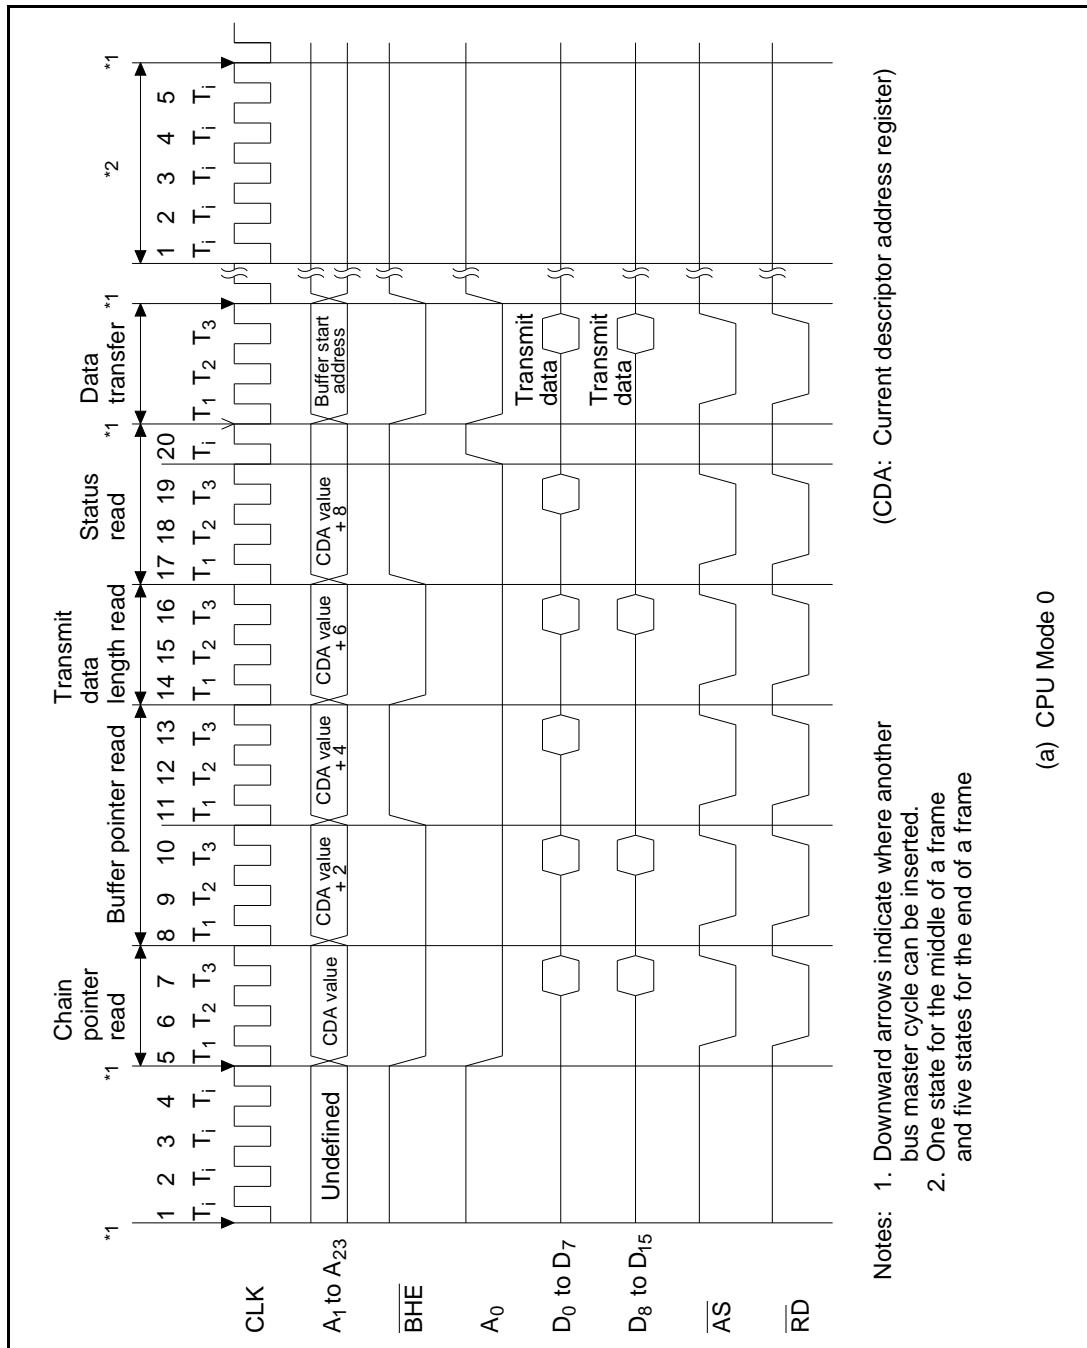 *1
*1
*1
*1
*2
*1
Chain
pointer
read
Buffer pointer read
Transmit
data
length read
Status
read
Data
transfer
1 2 3 4 5 6 7 8 9 10 11 12 13 14 15 16 17 18 19 20 1 2 3 4 5
Ti Ti Ti Ti T1 T2 T3 T1 T2 T3 T1 T2 T3 T1 T2 T3 T1 T2 T3 Ti T1 T2 T3 Ti Ti Ti Ti Ti
CLK
A1 to A23
Undefined
CDA value
CDA value
+ 2
CDA value
+ 4
CDA value
+ 6
CDA value
+ 8
Buffer start
address
BHE
A0
D0 to D7
Transmit
data
D8 to D15
Transmit
data
AS
RD
Notes: 1. Downward arrows indicate where another
bus master cycle can be inserted.
2. One state for the middle of a frame
and five states for the end of a frame
(CDA: Current descriptor address register)
(a) CPU Mode 0